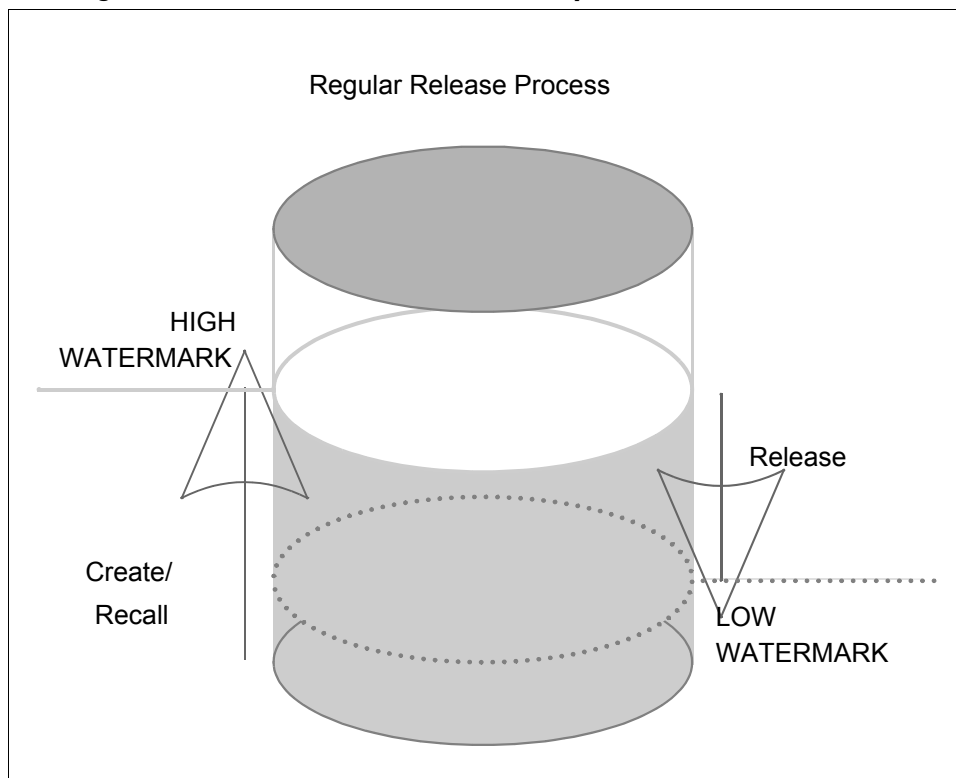 Regular Release Process
HIGH
WATERMARK
Release
Create/
Recall
LOW
WATERMARK